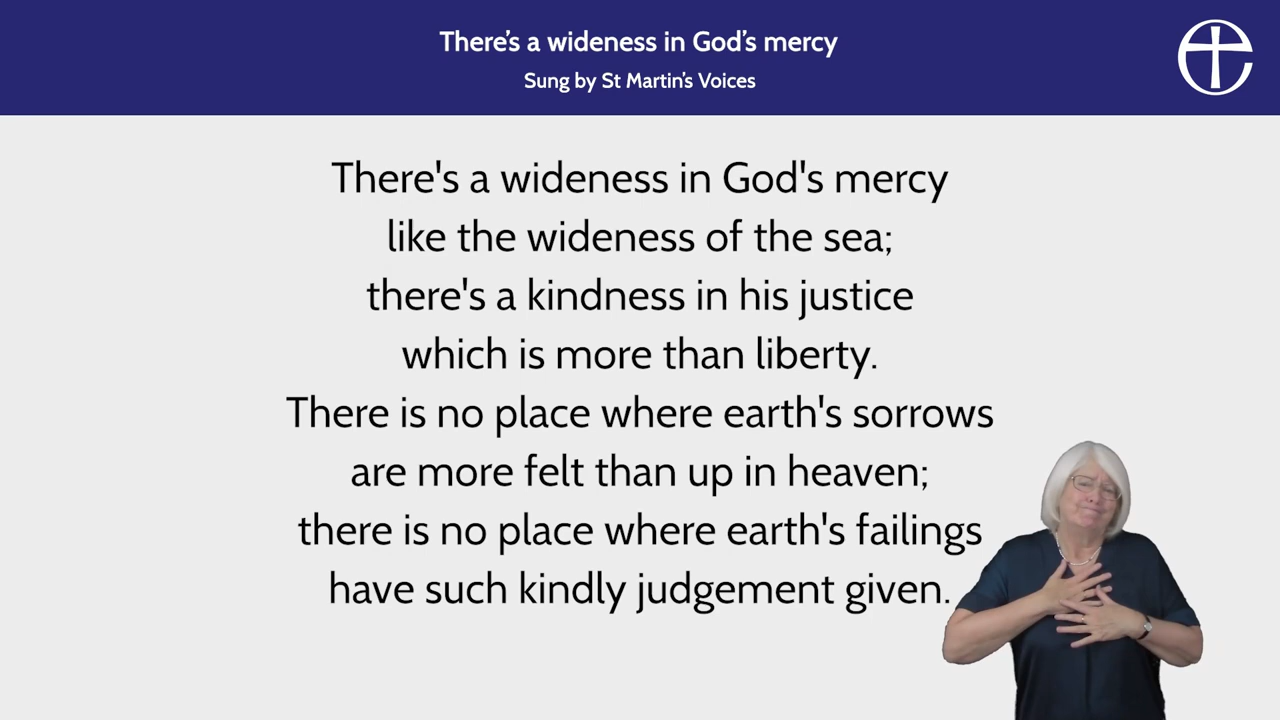 There’s a wideness in God’s mercy
Sung by St Martin’s Voices
There's a wideness in God's mercy
like the wideness of the sea;
there's a kindness in his justice
which is more than liberty.
There is no place where earth's sorrows
are more felt than up in heaven;
there is no place where earth's failings
have such kindly judgement given.